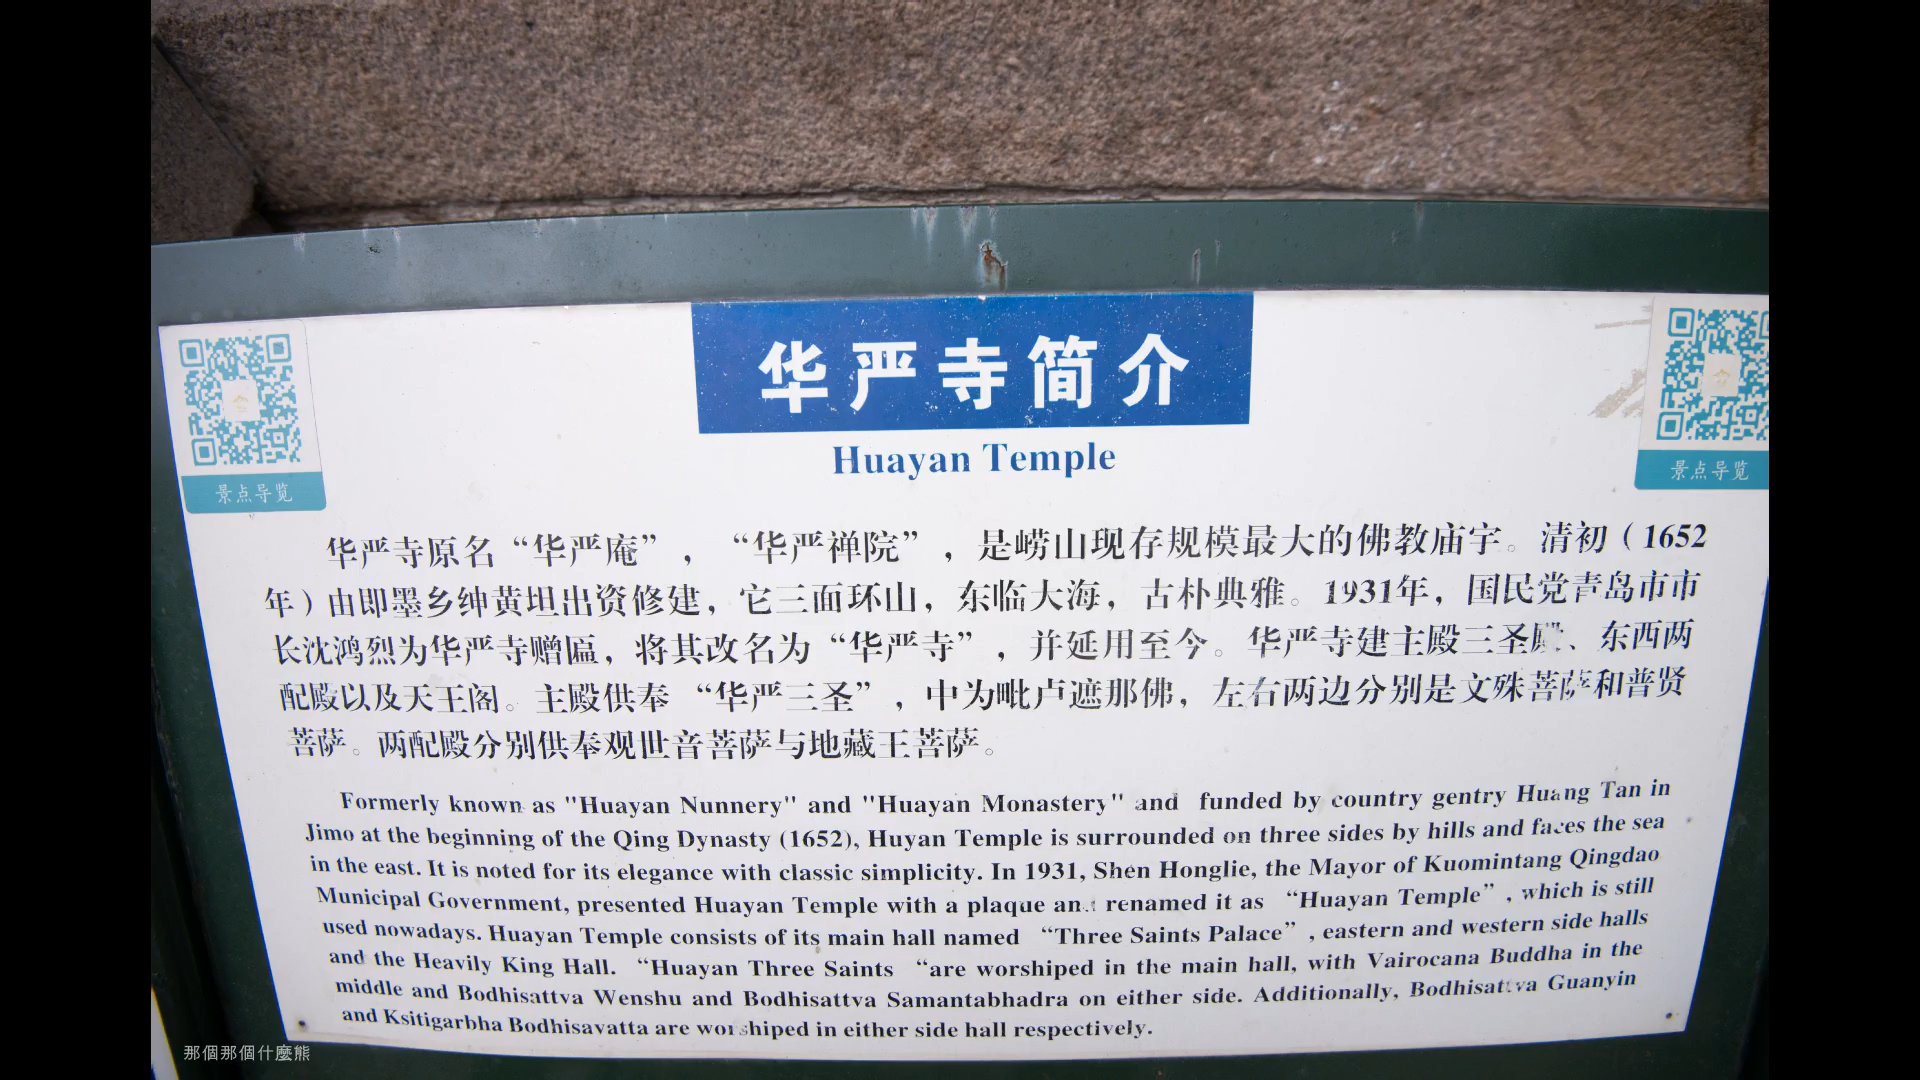 华严寺简介
Huayan Temple
景点导览
景点导览
华严寺原名“华严庵”，“华严禅院”，是崂山现存规模最大的佛教庙宇。清初（1652
年）由即墨乡绅黄坦出资修建，它三面环山，东临大海，古朴典雅。1931年，国民党青岛市市
长沈鸿烈为华严寺赠匾，将其改名为“华严寺”，并延用至今。华严寺建主殿三圣殿、东西两
配殿以及天王阁。主殿供奉“华严三圣”，中为毗卢遮那佛，左右两边分别是文殊菩萨和普贤
菩萨。两配殿分别供奉观世音菩萨与地藏王菩萨。
Formerly known as "Huayan Nunnery" and "Huayan Monastery" and funded by country gentry Huang Tan in
Jimo at the beginning of the Qing Dynasty (1652), Huyan Temple is surrounded on three sides by hills and faces the sea
in the east. It is noted for its elegance with classic simplicity. In 1931, Shen Honglie, the Mayor of Kuomintang Qingdao
Municipal Government, presented Huayan Temple with a plaque and renamed it as “Huayan Temple”, which is still
used nowadays. Huayan Temple consists of its main hall named “Three Saints Palace”, eastern and western side halls
and the Heavily King Hall. “Huayan Three Saints “are worshiped in the main hall, with Vairocana Buddha in the
middle and Bodhisattva Wenshu and Bodhisattva Samantabhadra on either side. Additionally, Bodhisattva Guanyin
and Ksitigarbha Bodhisavatta are worshiped in either side hall respectively.
那個那個什麼熊